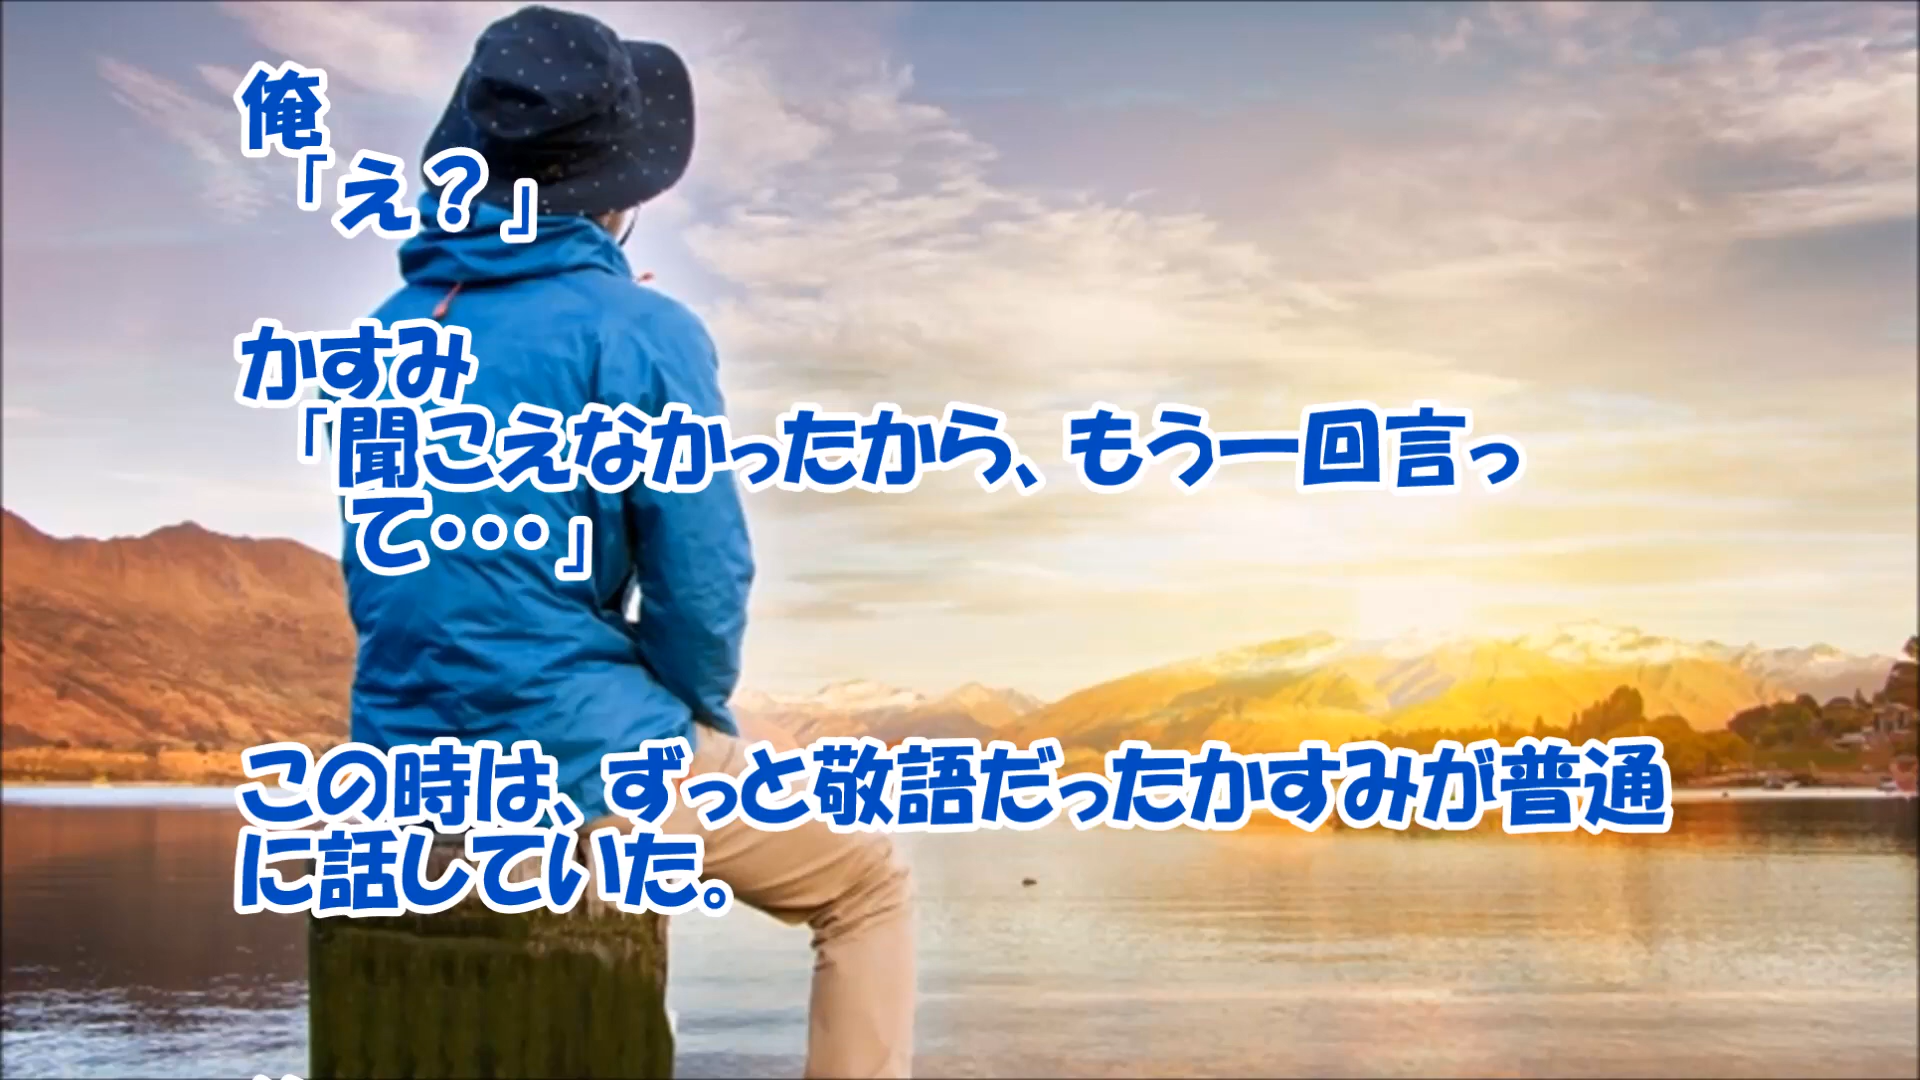 俺
「え？」
かすみ
「聞こえなかったから、もう一回言っ
て・・・」
この時は、ずっと敬語だったかすみが普通
に話していた。